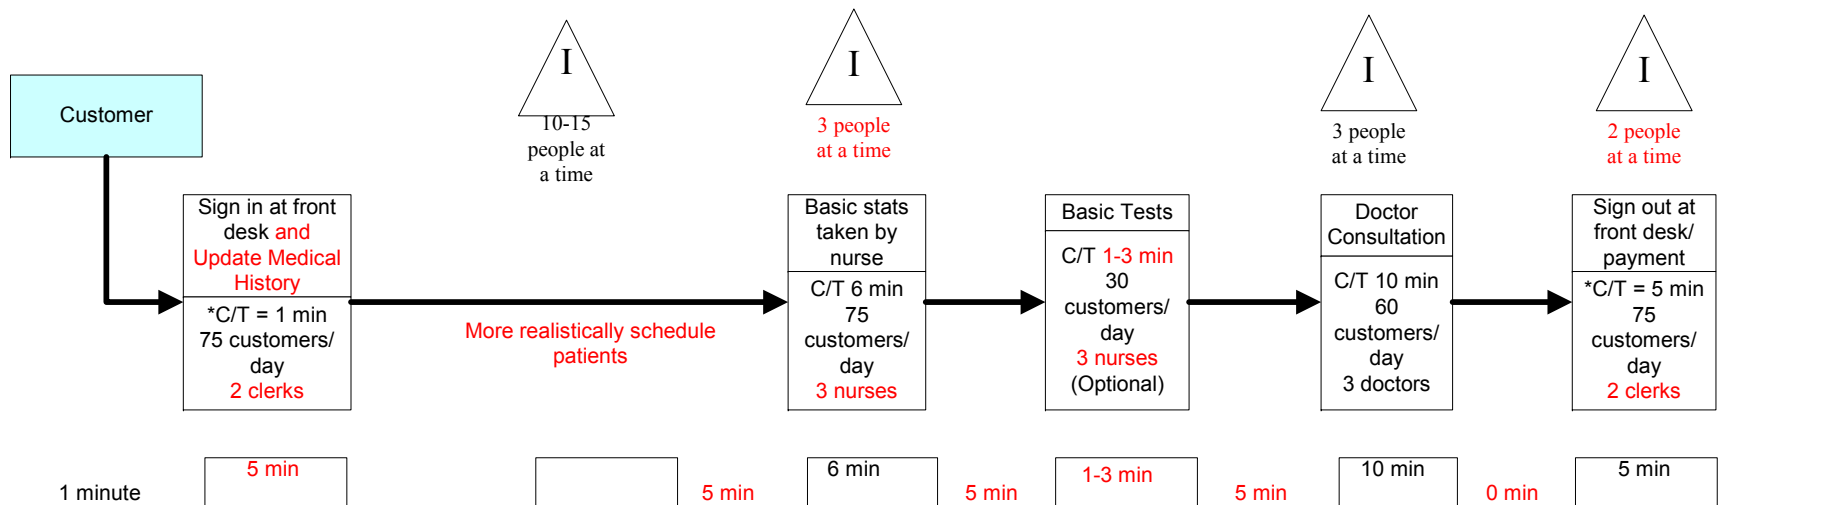 Customer
I
10-15
people at
a time
I
3 people
at a time
I
3 people
at a time
I
2 people
at a time
Sign in at front
desk and
Update Medical
History
*C/T = 1 min
75 customers/
day
2 clerks
More realistically schedule
patients
Basic stats
taken by
nurse
C/T 6 min
75
customers/
day
3 nurses
Basic Tests
C/T 1-3 min
30
customers/
day
3 nurses
(Optional)
Doctor
Consultation
C/T 10 min
60
customers/
day
3 doctors
Sign out at
front desk/
payment
*C/T = 5 min
75
customers/
day
2 clerks
1 minute
5 min
5 min
6 min
5 min
1-3 min
5 min
10 min
0 min
5 min